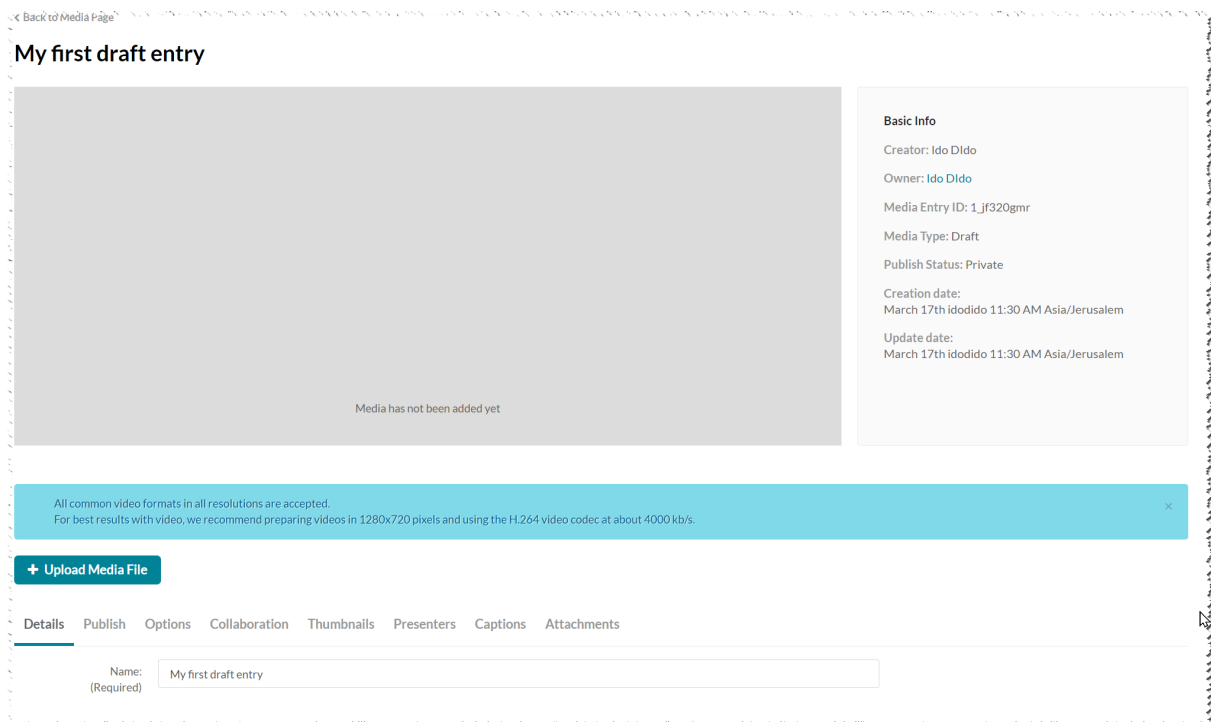 < Back to Media Page
My first draft entry
Media has not been added yet
Basic Info
Creator: Ido DIdo
Owner: Ido DIdo
Media Entry ID: 1_jf320gmr
Media Type: Draft
Publish Status: Private
Creation date:
March 17th idodido 11:30 AM Asia/Jerusalem
Update date:
March 17th idodido 11:30 AM Asia/Jerusalem
All common video formats in all resolutions are accepted.
For best results with video, we recommend preparing videos in 1280x720 pixels and using the H.264 video codec at about 4000 kb/s.
×
+ Upload Media File
Details Publish Options Collaboration Thumbnails Presenters Captions Attachments
Name: My first draft entry
(Required)